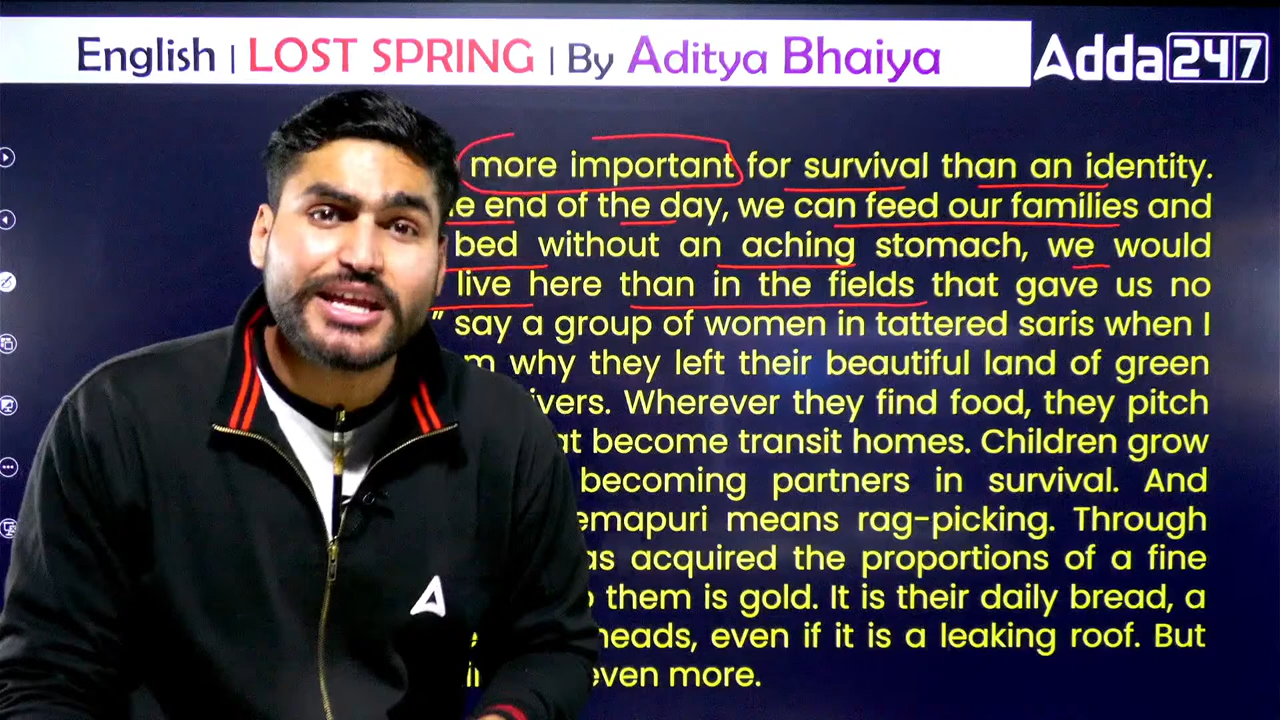 English | LOST SPRING | By Aditya Bhaiya
Adda247
more important for survival than an identity.
end of the day, we can feed our families and
bed without an aching stomach, we would
live here than in the fields that gave us no
” say a group of women in tattered saris when I
why they left their beautiful land of green
Wherever they find food, they pitch
become transit homes. Children grow
becoming partners in survival. And
means rag-picking. Through
acquired the proportions of a fine
them is gold. It is their daily bread, a
even if it is a leaking roof. But
even more.